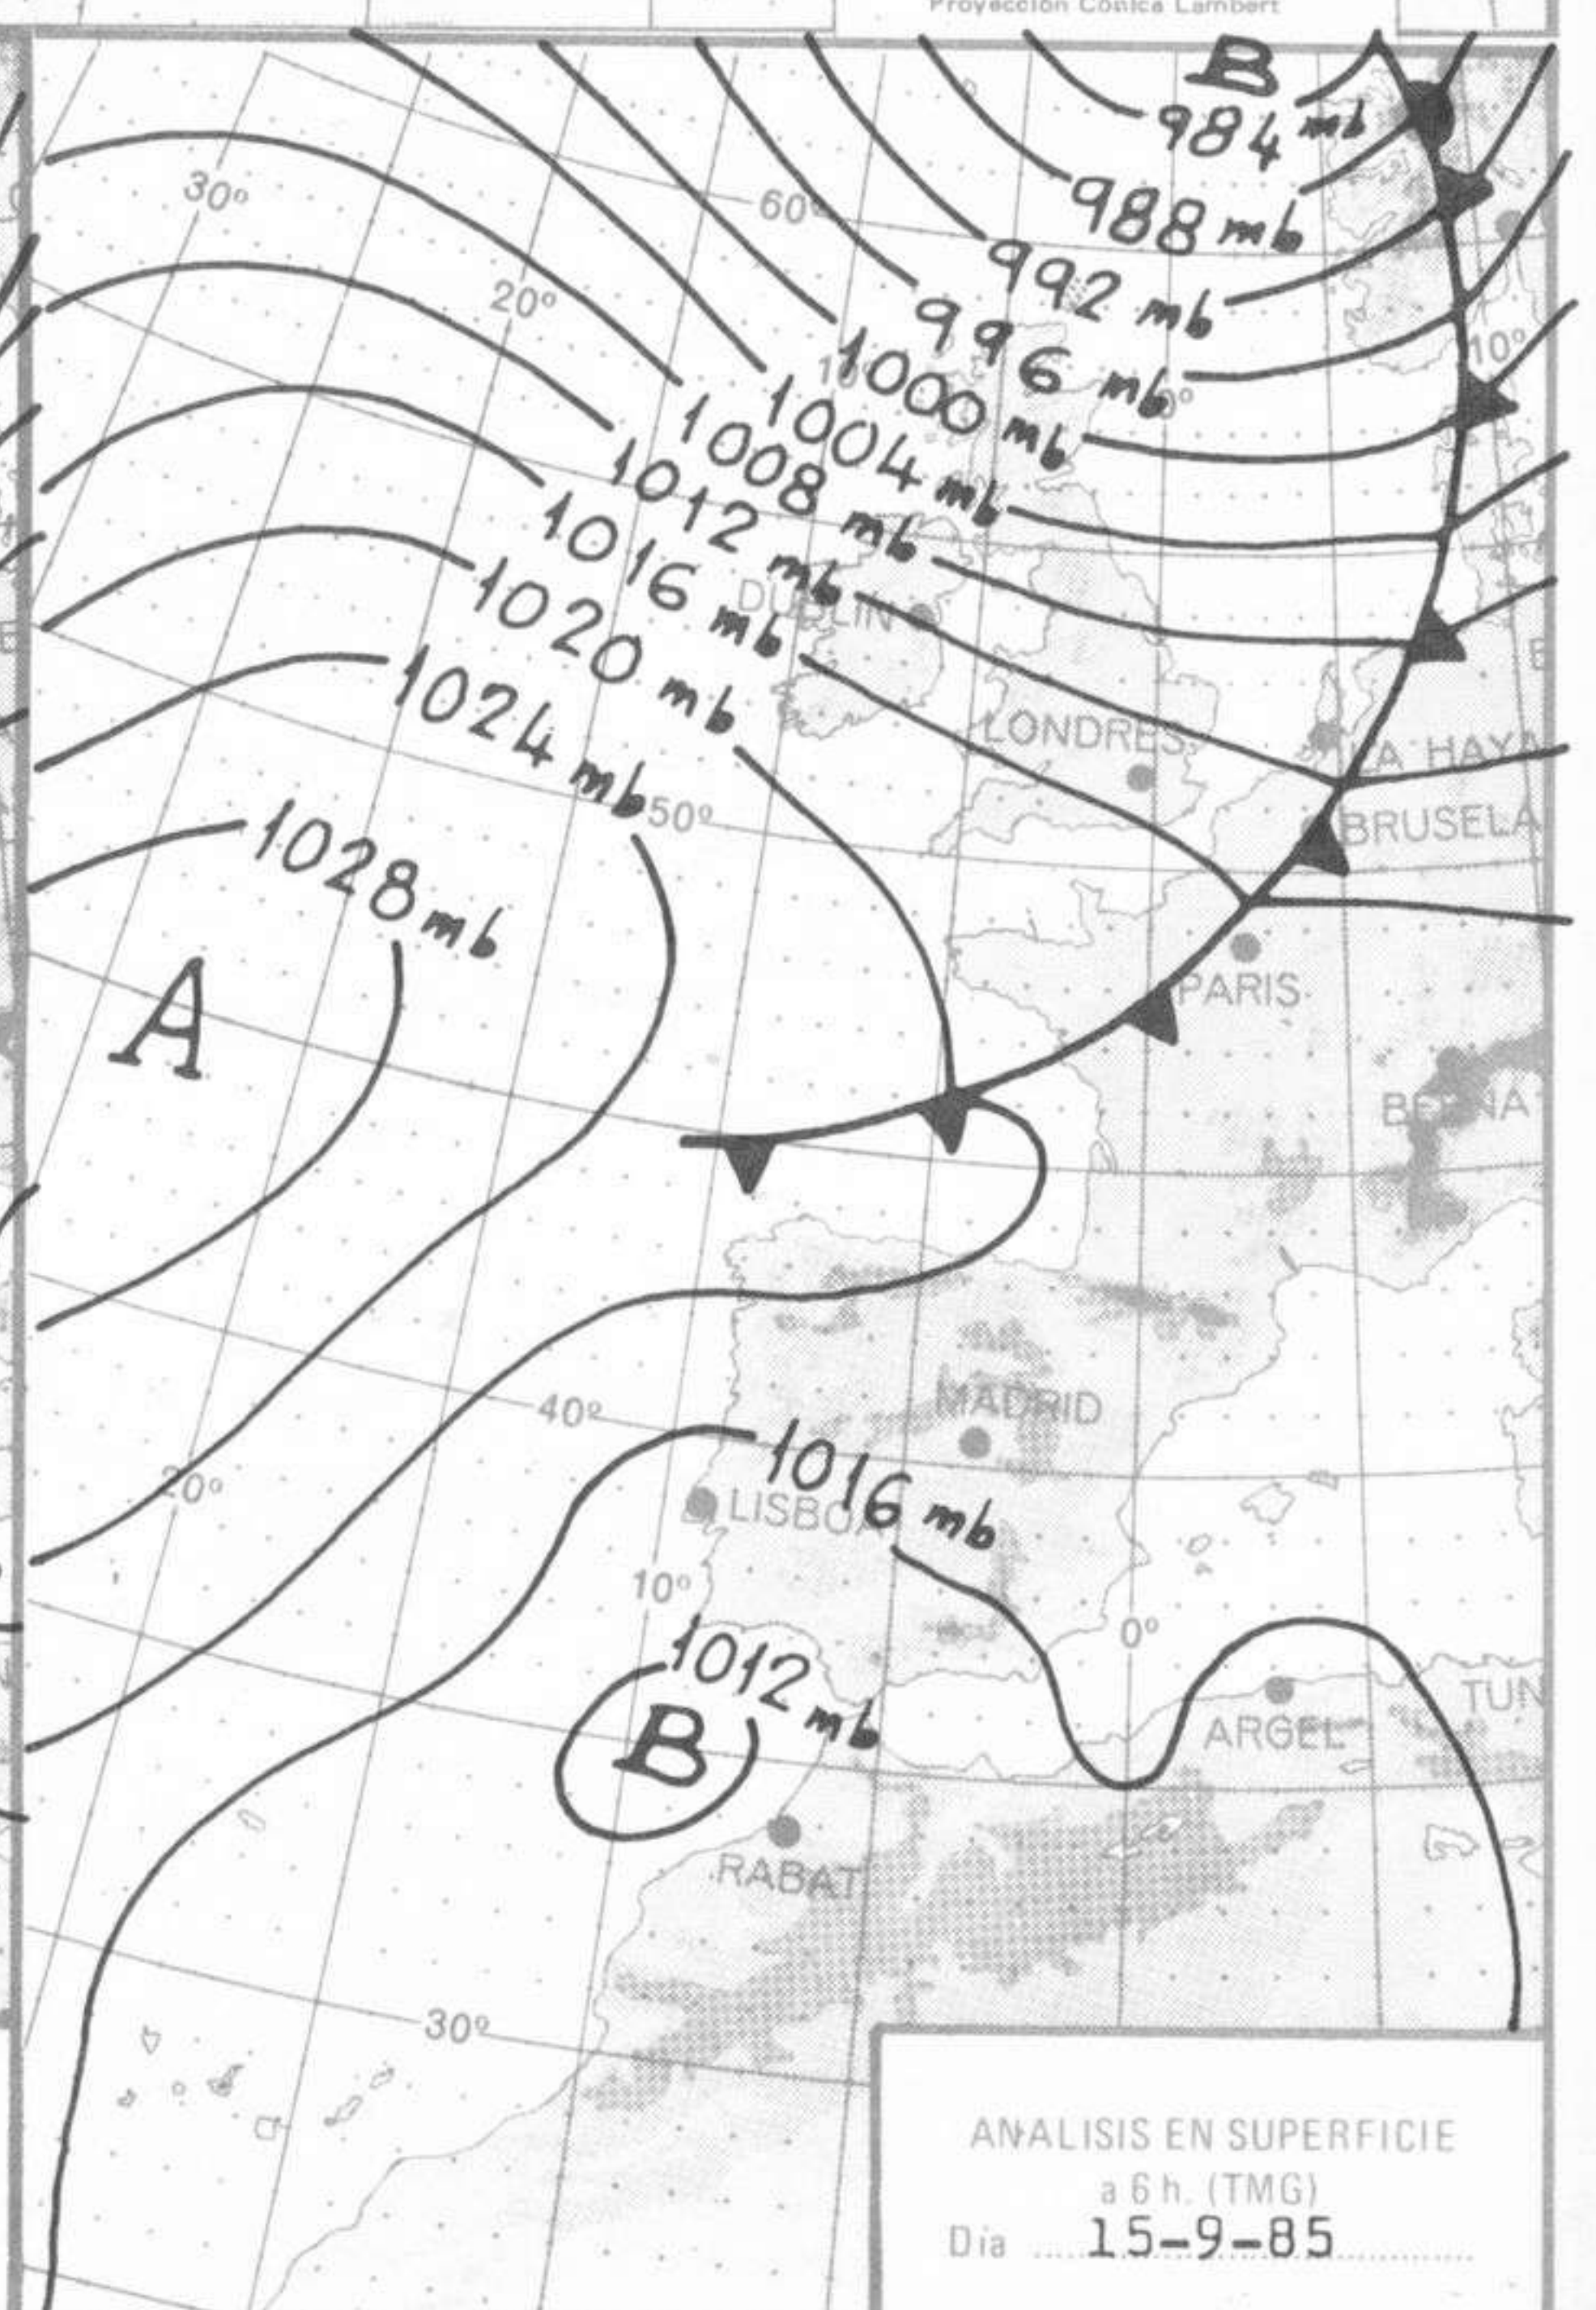 Proyección Cónica Lambert
B
984 mb
30º
60º
988 mb
20º
992 mb
996 mb
10º
10º
1000 mb
0º
1004 mb
1008 mb
1012 mb
1016 mb
DUBLIN
1020 mb
1024 mb
LONDRES
LA HAYA
50º
BRUSELA
1028 mb
A
PARIS
BERNA
40º
MADRID
1016 mb
20º
LISBOA
10º
0º
1012 mb
B
TUN
ARGEL
RABAT
30º
ANALISIS EN SUPERFICIE
a 6 h. (TMG)
Día 15-9-85